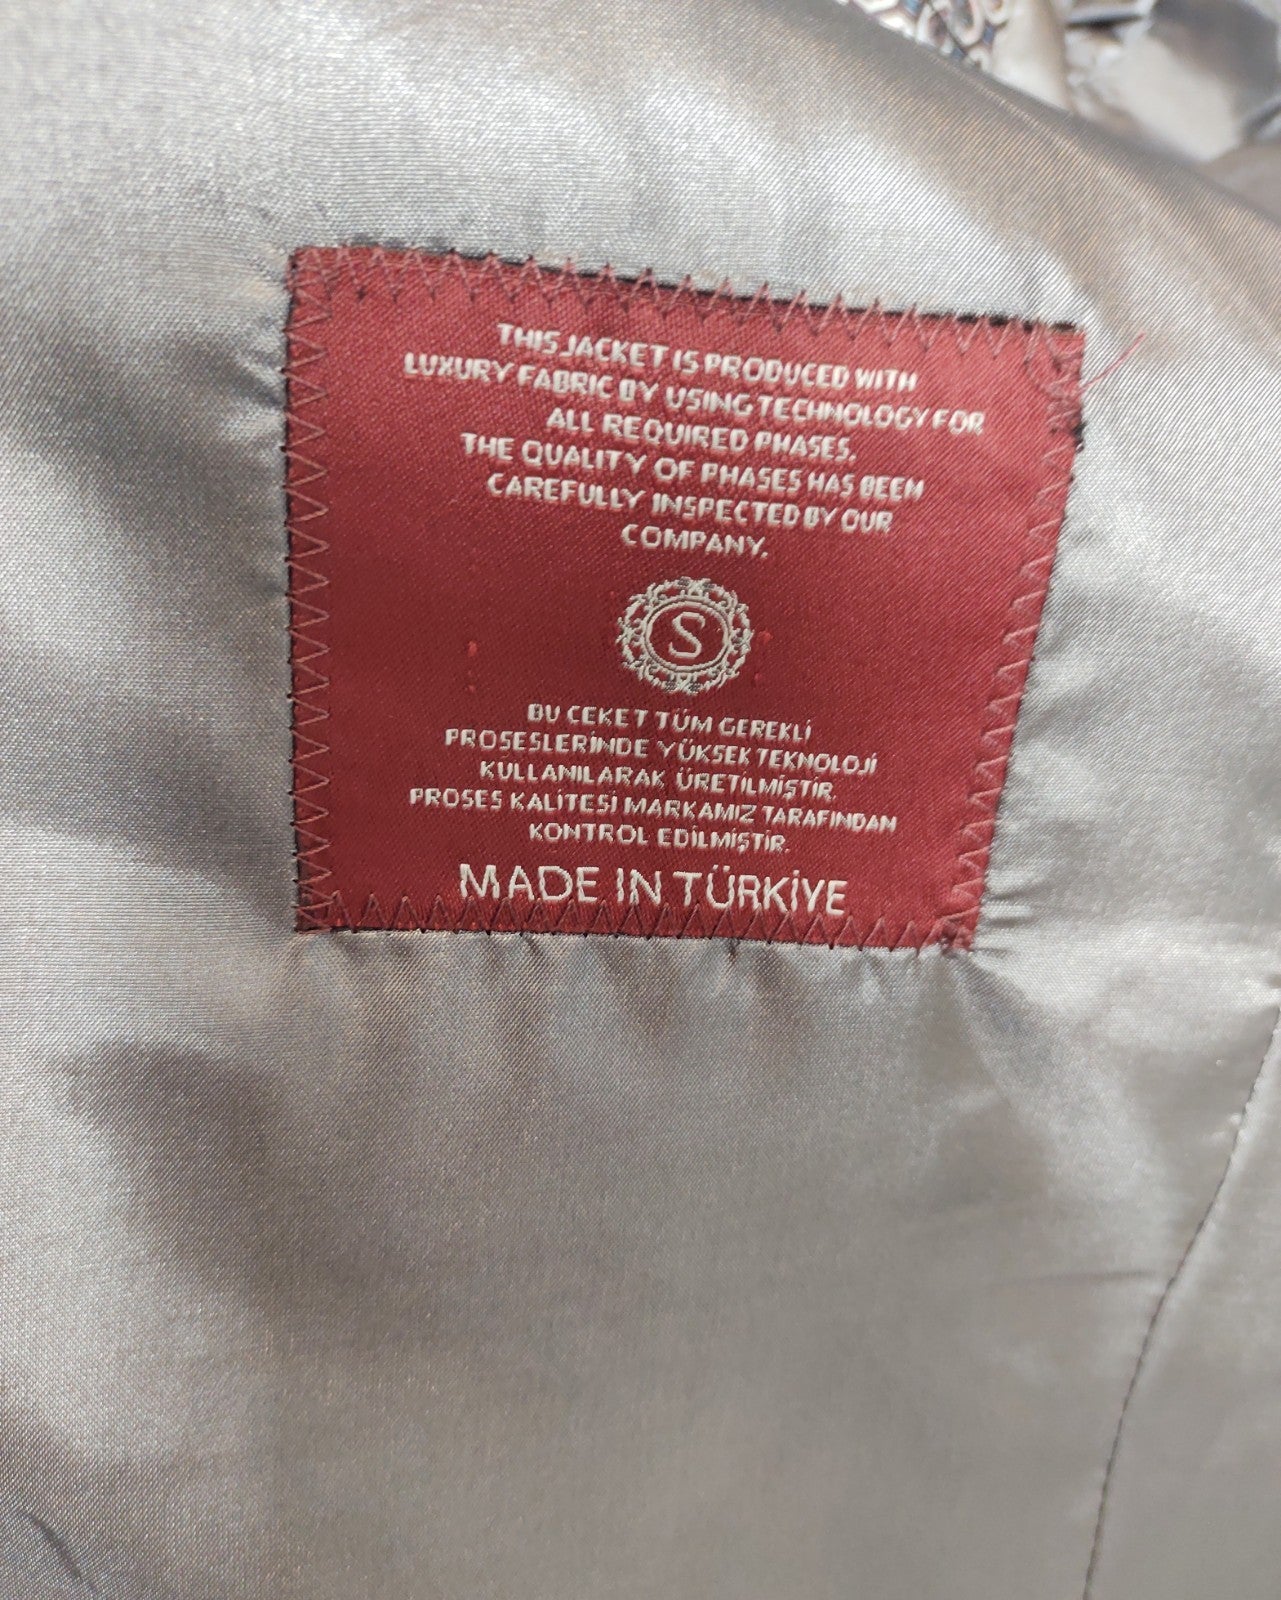 THIS JACKET IS PRODUCED WITH
LUXURY FABRIC BY USING TECHNOLOGY FOR
ALL REQUIRED PHASES.
THE QUALITY OF PHASES HAS BEEN
CAREFULLY INSPECTED BY OUR
COMPANY.
S
BU CEKET TÜM GEREKLİ
PROSESLERİNDE YÜKSEK TEKNOLOJİ
KULLANILARAK ÜRETİLMİŞTİR.
PROSES KALİTESİ MARKAMIZ TARAFINDAN
KONTROL EDİLMİŞTİR.
MADE IN TÜRKİYE